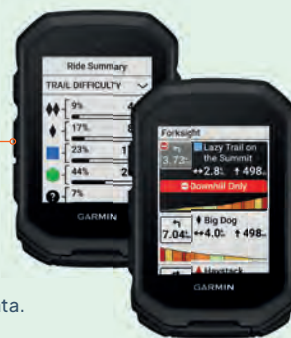 Ride Summary
TRAIL DIFFICULTY
9%
17%
23%
44%
? 7%
GARMIN
Forksight
3.73
Lazy Trail on
the Summit
2.8 498
Downhill Only
7.04
Big Dog
4.0 498
Haystack
GARMIN
ata.